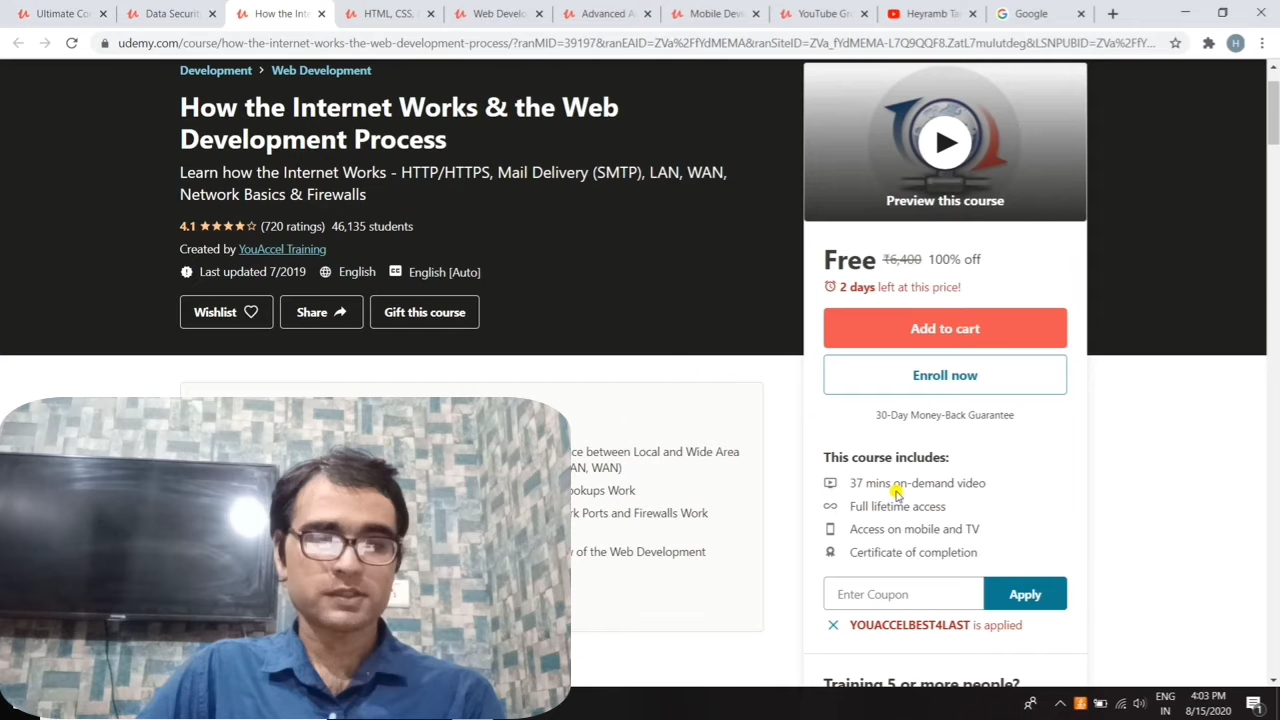 Ultimate Co
Data Security
How the Inte
HTML, CSS,
Web Develo
Advanced A
Mobile Dev
YouTube Gr
Heyramb Te
Google
udemy.com/course/how-the-internet-works-the-web-development-process/?ranMID=39197&ranEAID=ZVa%2FfYdMEMA&ranSiteID=ZVa_fYdMEMA-L7Q9QQF8.ZatL7muIutdeg&LSNPUBID=ZVa%2FfY...
H
Development > Web Development
How the Internet Works & the Web
Development Process
Learn how the Internet Works - HTTP/HTTPS, Mail Delivery (SMTP), LAN, WAN,
Network Basics & Firewalls
4.1 (720 ratings) 46,135 students
Created by YouAccel Training
Last updated 7/2019 English English [Auto]
Wishlist Share Gift this course
Preview this course
Free ₹6,400 100% off
2 days left at this price!
Add to cart
Enroll now
30-Day Money-Back Guarantee
This course includes:
37 mins on-demand video
Full lifetime access
Access on mobile and TV
Certificate of completion
Enter Coupon Apply
YOUACCELBEST4LAST is applied
Training 5 or more people?
ce between Local and Wide Area
AN, WAN)
ookups Work
rk Ports and Firewalls Work
of the Web Development
ENG
IN
4:03 PM
8/15/2020
1